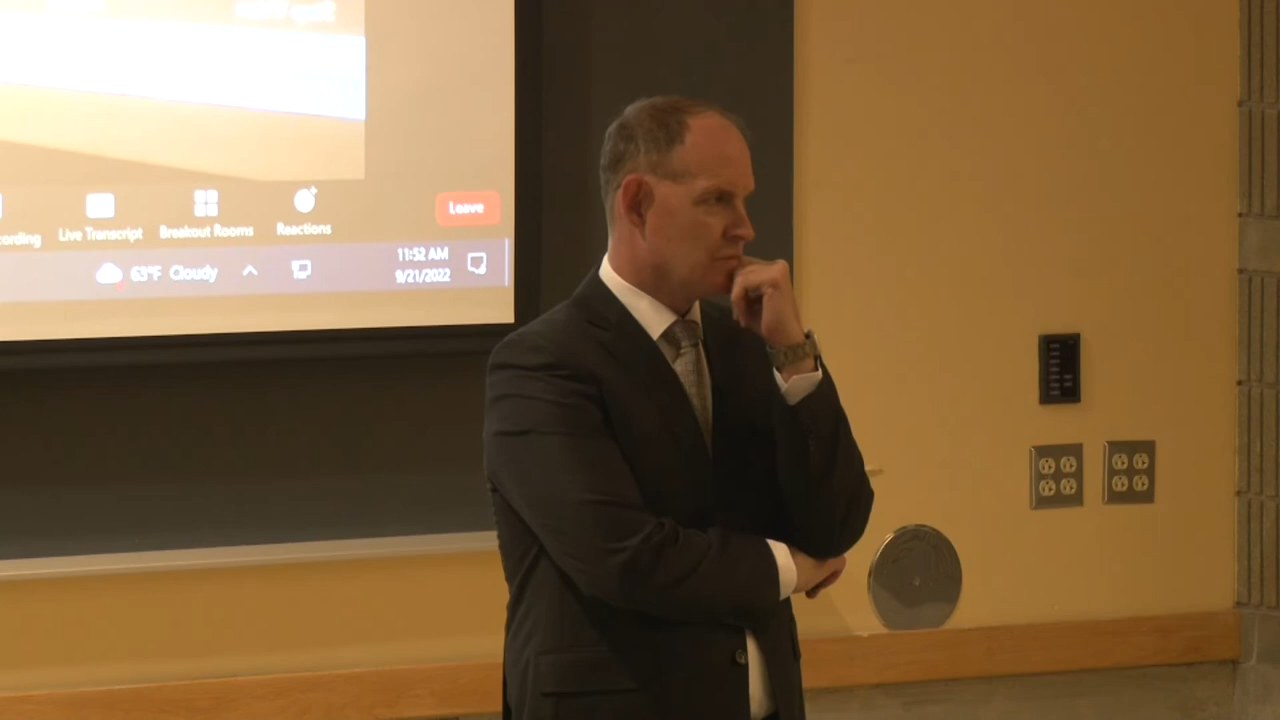 cording
Live Transcript
Breakout Rooms
Reactions
Leave
63°F Cloudy
11:52 AM
9/21/2022